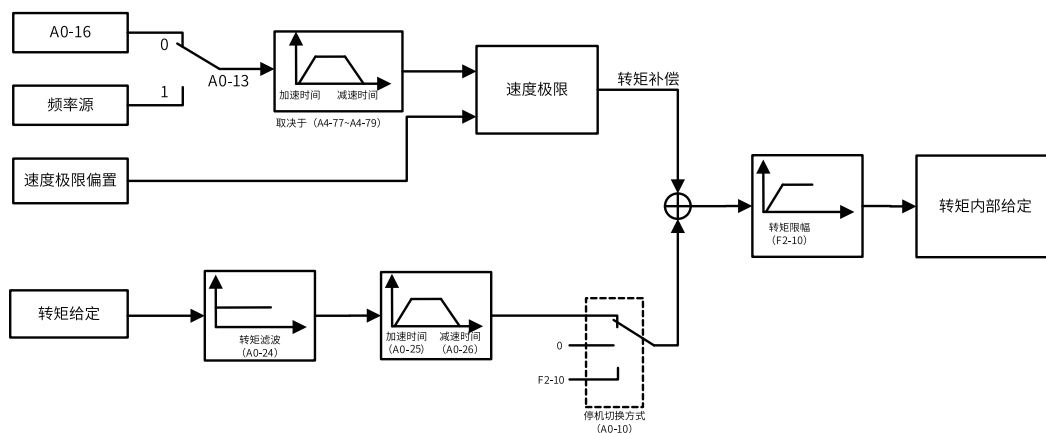 A0-16
0
A0-13
频率源
1
加速时间 减速时间
取决于（A4-77~A4-79）
速度极限
转矩补偿
速度极限偏置
转矩限幅
（F2-10）
转矩内部给定
转矩给定
转矩滤波
（A0-24）
加速时间 减速时间
（A0-25） （A0-26）
0
F2-10
停机切换方式
（A0-10）